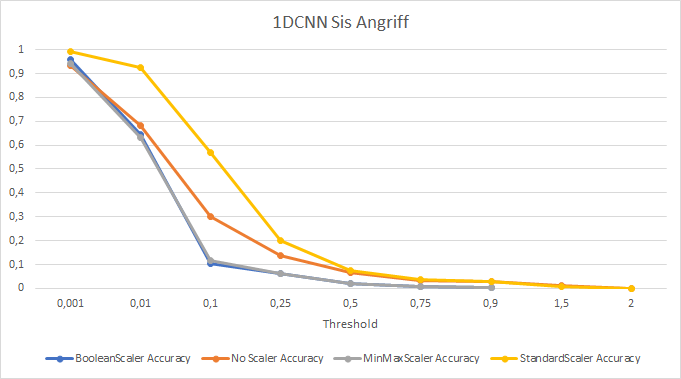 1DCNN Sis Angriff
1
0,9
0,8
0,7
0,6
0,5
0,4
0,3
0,2
0,1
0
0,001 0,01 0,1 0,25 0,5 0,75 0,9 1,5 2
Threshold
BooleanScaler Accuracy No Scaler Accuracy MinMaxScaler Accuracy StandardScaler Accuracy